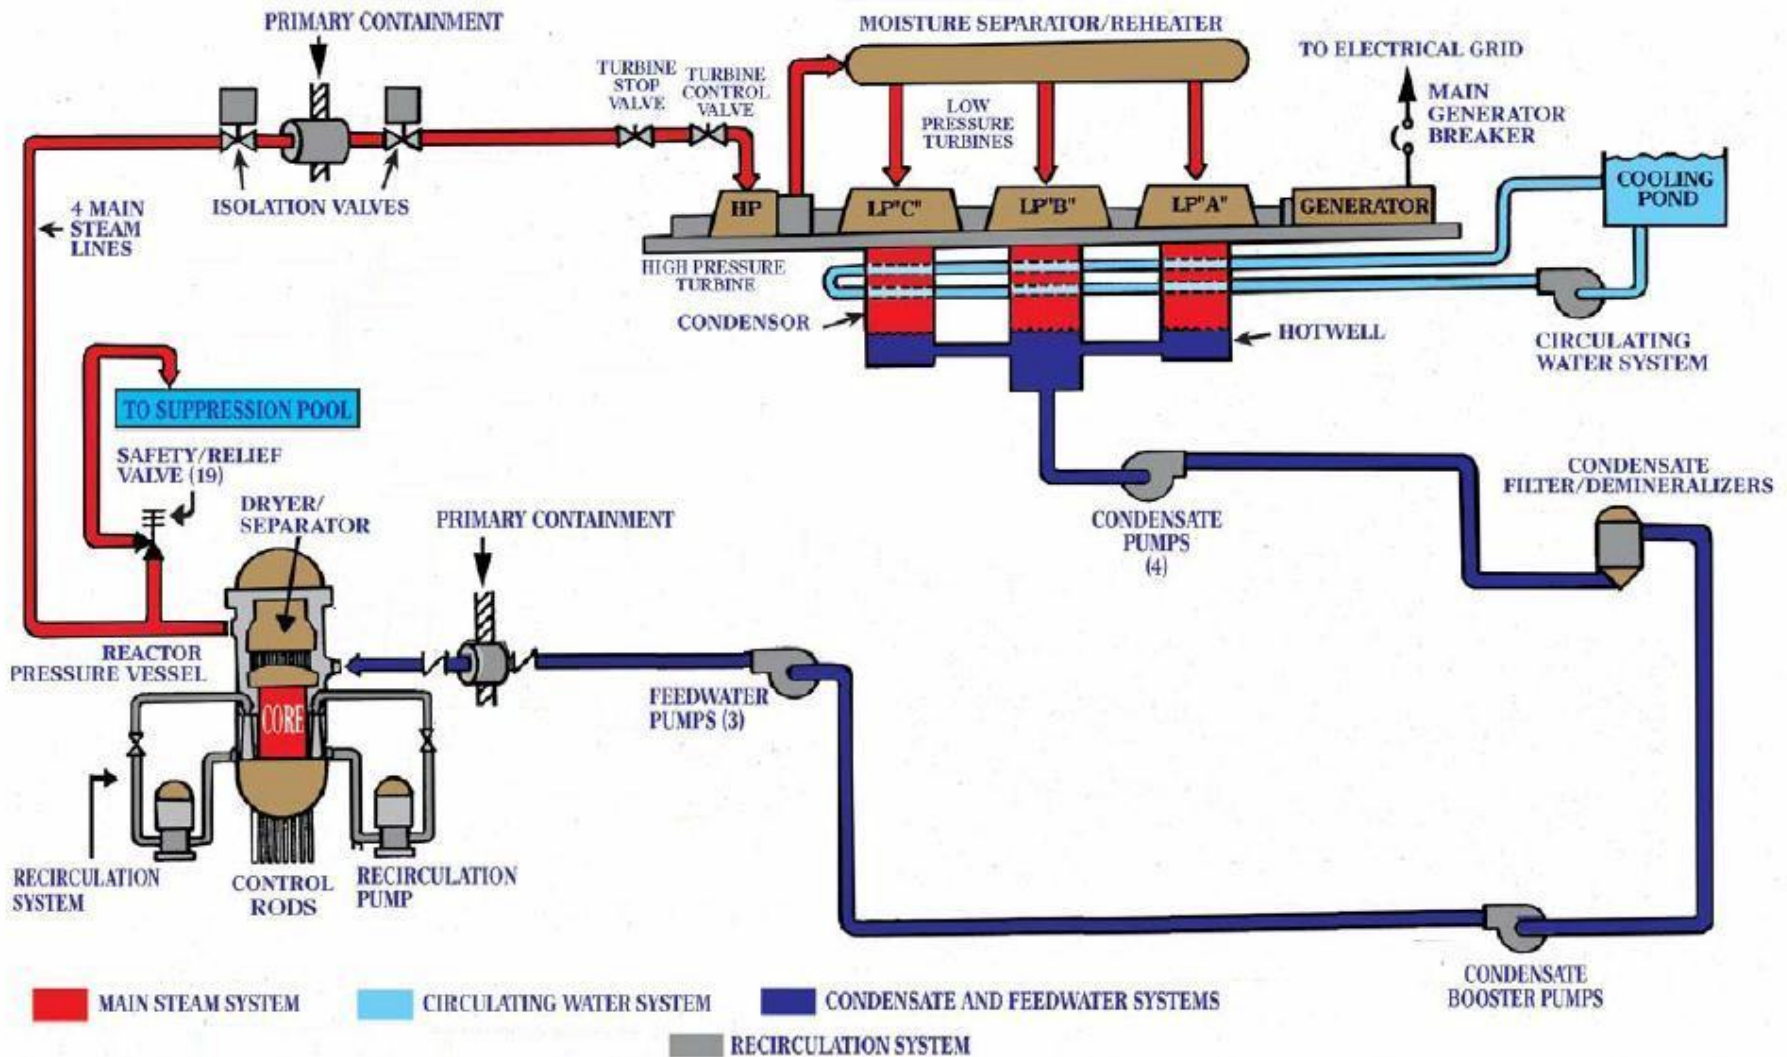 PRIMARY CONTAINMENT
MOISTURE SEPARATOR/REHEATER
TO ELECTRICAL GRID
TURBINE
STOP
VALVE
TURBINE
CONTROL
VALVE
LOW
PRESSURE
TURBINES
MAIN
GENERATOR
BREAKER
COOLING
POND
4 MAIN
STEAM
LINES
ISOLATION VALVES
HP
LP"C"
LP"B"
LP"A"
GENERATOR
HIGH PRESSURE
TURBINE
CONDENSOR
HOTWELL
CIRCULATING
WATER SYSTEM
TO SUPPRESSION POOL
SAFETY/RELIEF
VALVE (19)
DRYER/
SEPARATOR
PRIMARY CONTAINMENT
CONDENSATE
PUMPS
(4)
CONDENSATE
FILTER/DEMINERALIZERS
REACTOR
PRESSURE VESSEL
CORE
FEEDWATER
PUMPS (3)
RECIRCULATION
SYSTEM
CONTROL
RODS
RECIRCULATION
PUMP
CONDENSATE
BOOSTER PUMPS
MAIN STEAM SYSTEM
CIRCULATING WATER SYSTEM
CONDENSATE AND FEEDWATER SYSTEMS
RECIRCULATION SYSTEM